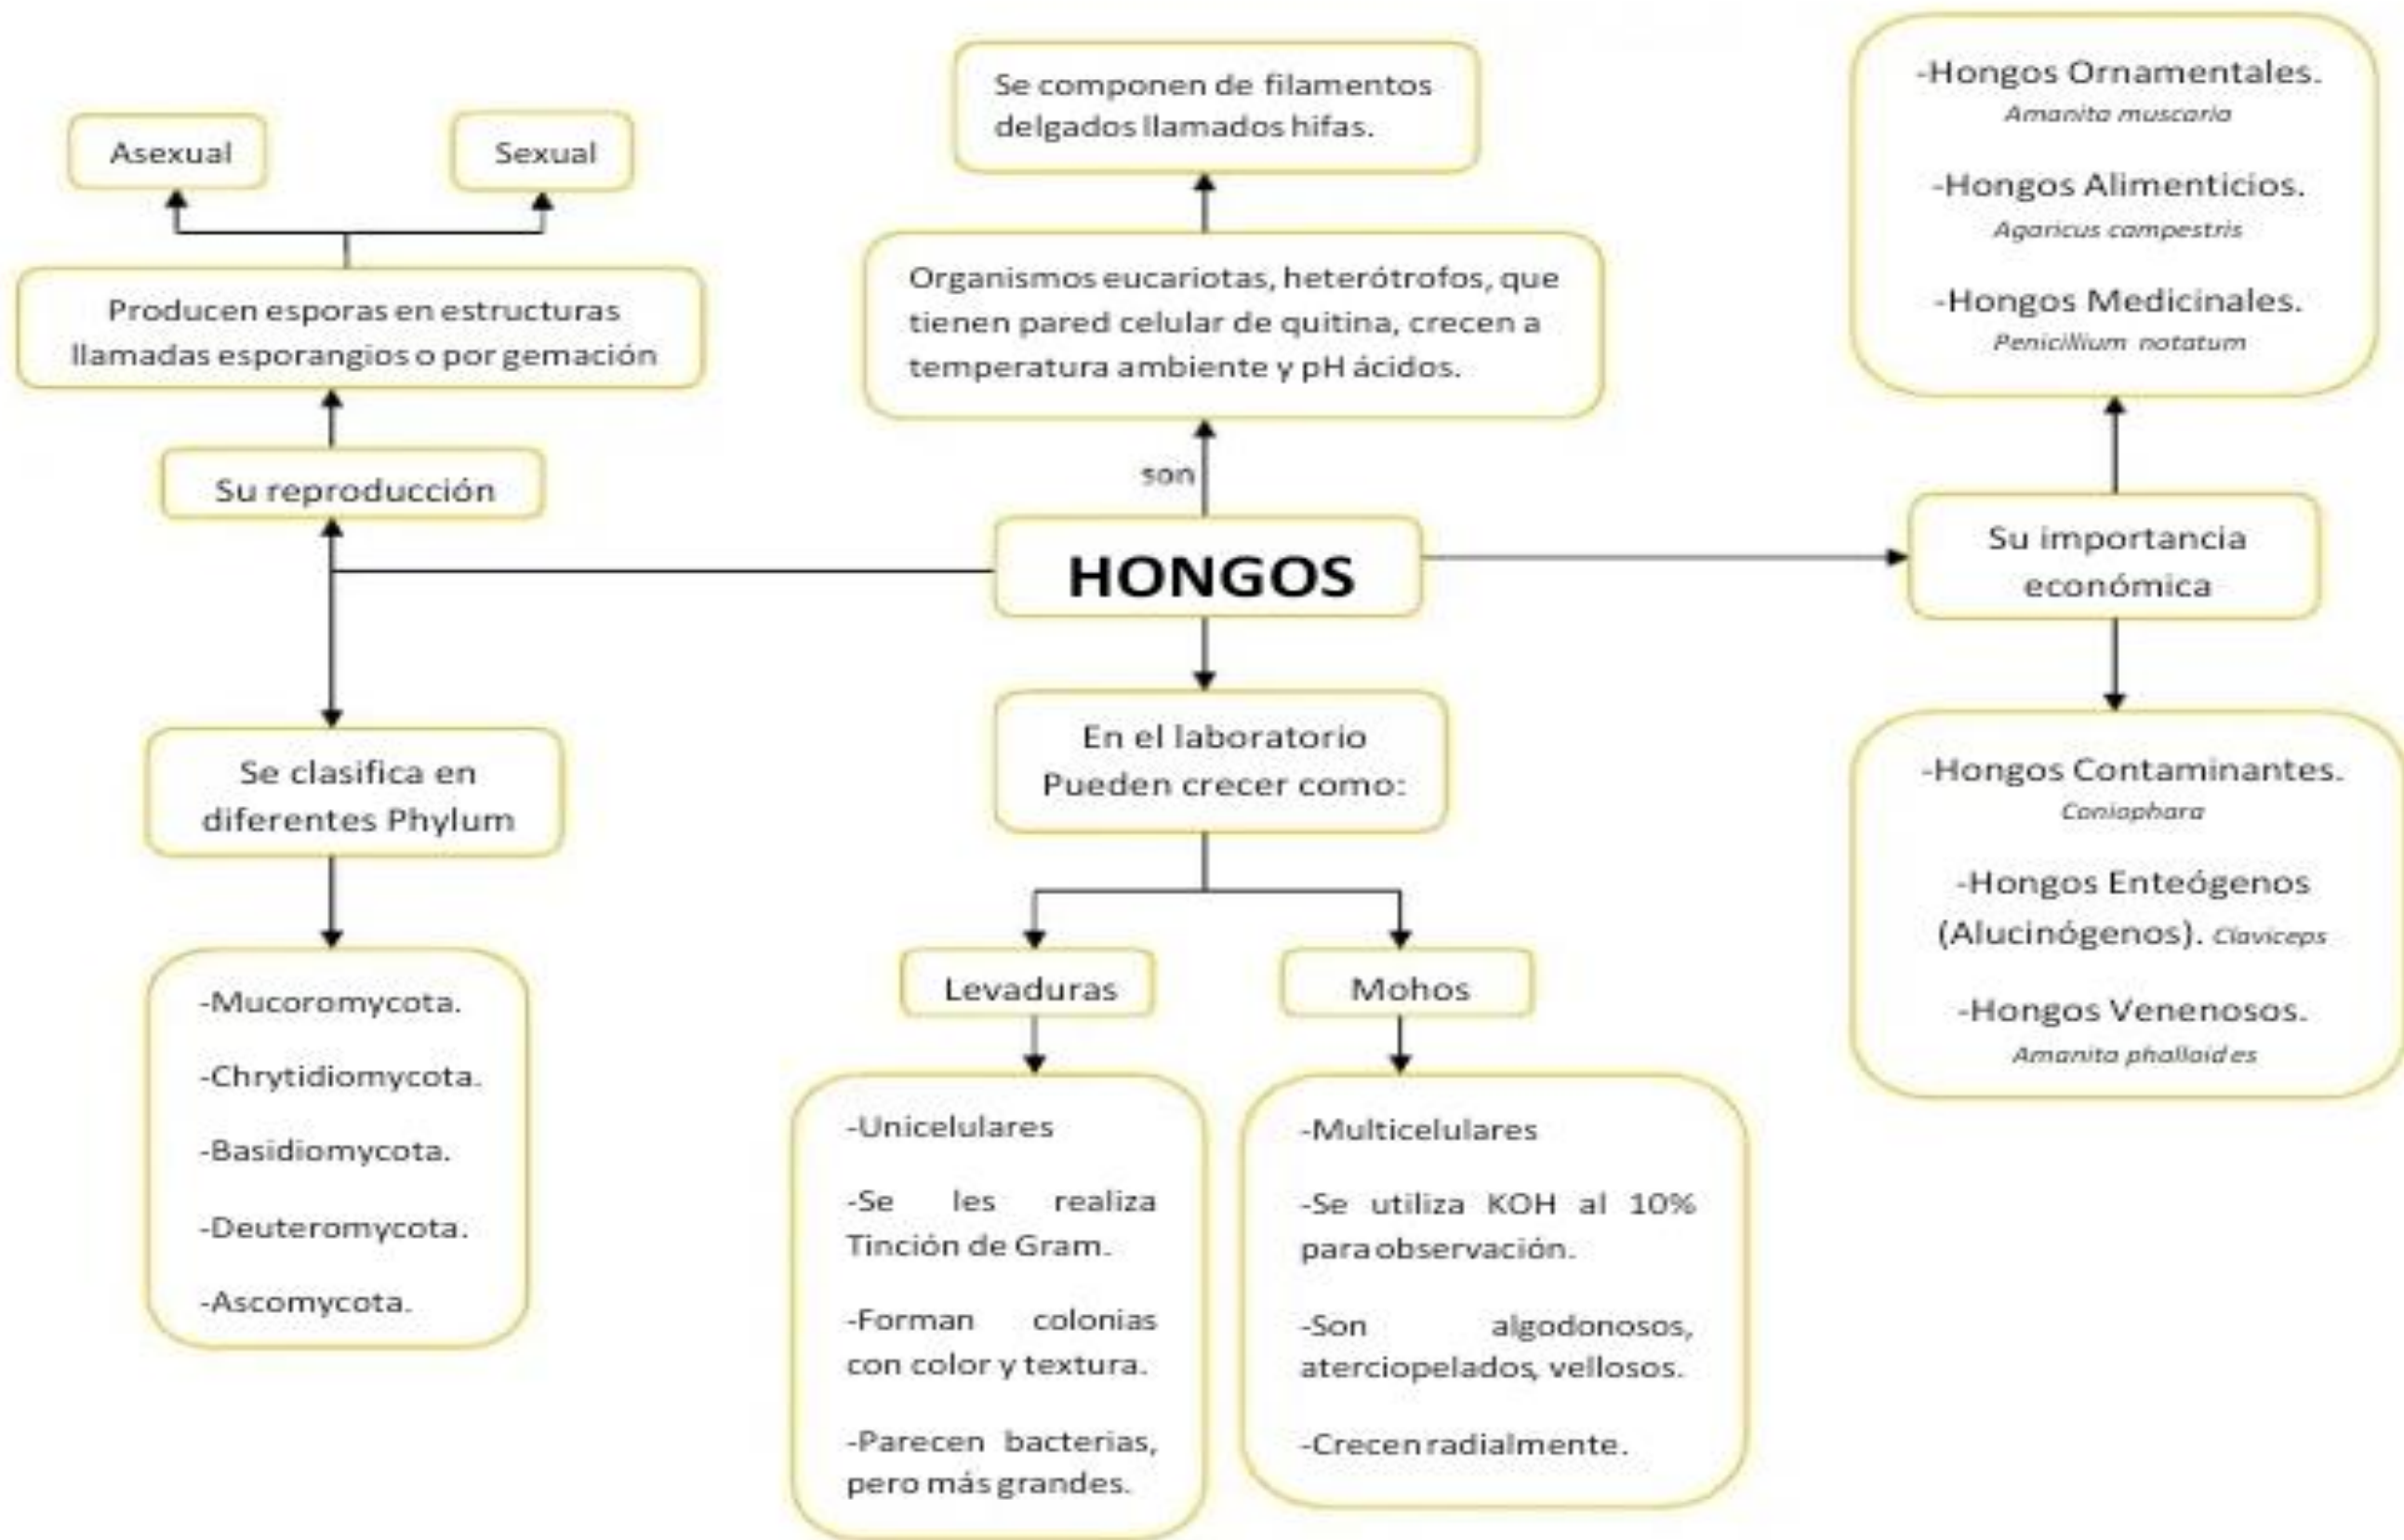 Asexual
Sexual
Producen esporas en estructuras
llamadas esporangios o por gemación
Su reproducción
Se componen de filamentos
delgados llamados hifas.
Organismos eucariotas, heterótrofos, que
tienen pared celular de quitina, crecen a
temperatura ambiente y pH ácidos.
son
HONGOS
-Hongos Ornamentales.
Amanita muscaria
-Hongos Alimenticios.
Agaricus campestris
-Hongos Medicinales.
Penicillium notatum
Su importancia
económica
-Hongos Contaminantes.
Coniophara
-Hongos Enteógenos
(Alucinógenos). Claviceps
-Hongos Venenosos.
Amanita phalloides
Se clasifica en
diferentes Phylum
-Mucoromycota.
-Chrytidiomycota.
-Basidiomycota.
-Deuteromycota.
-Ascomycota.
En el laboratorio
Pueden crecer como:
Levaduras
-Unicelulares
-Se les realiza
Tinción de Gram.
-Forman colonias
con color y textura.
-Parecen bacterias,
pero más grandes.
Mohos
-Multicelulares
-Se utiliza KOH al 10%
para observación.
-Son algodonosos,
aterciopelados, vellosos.
-Crecen radialmente.